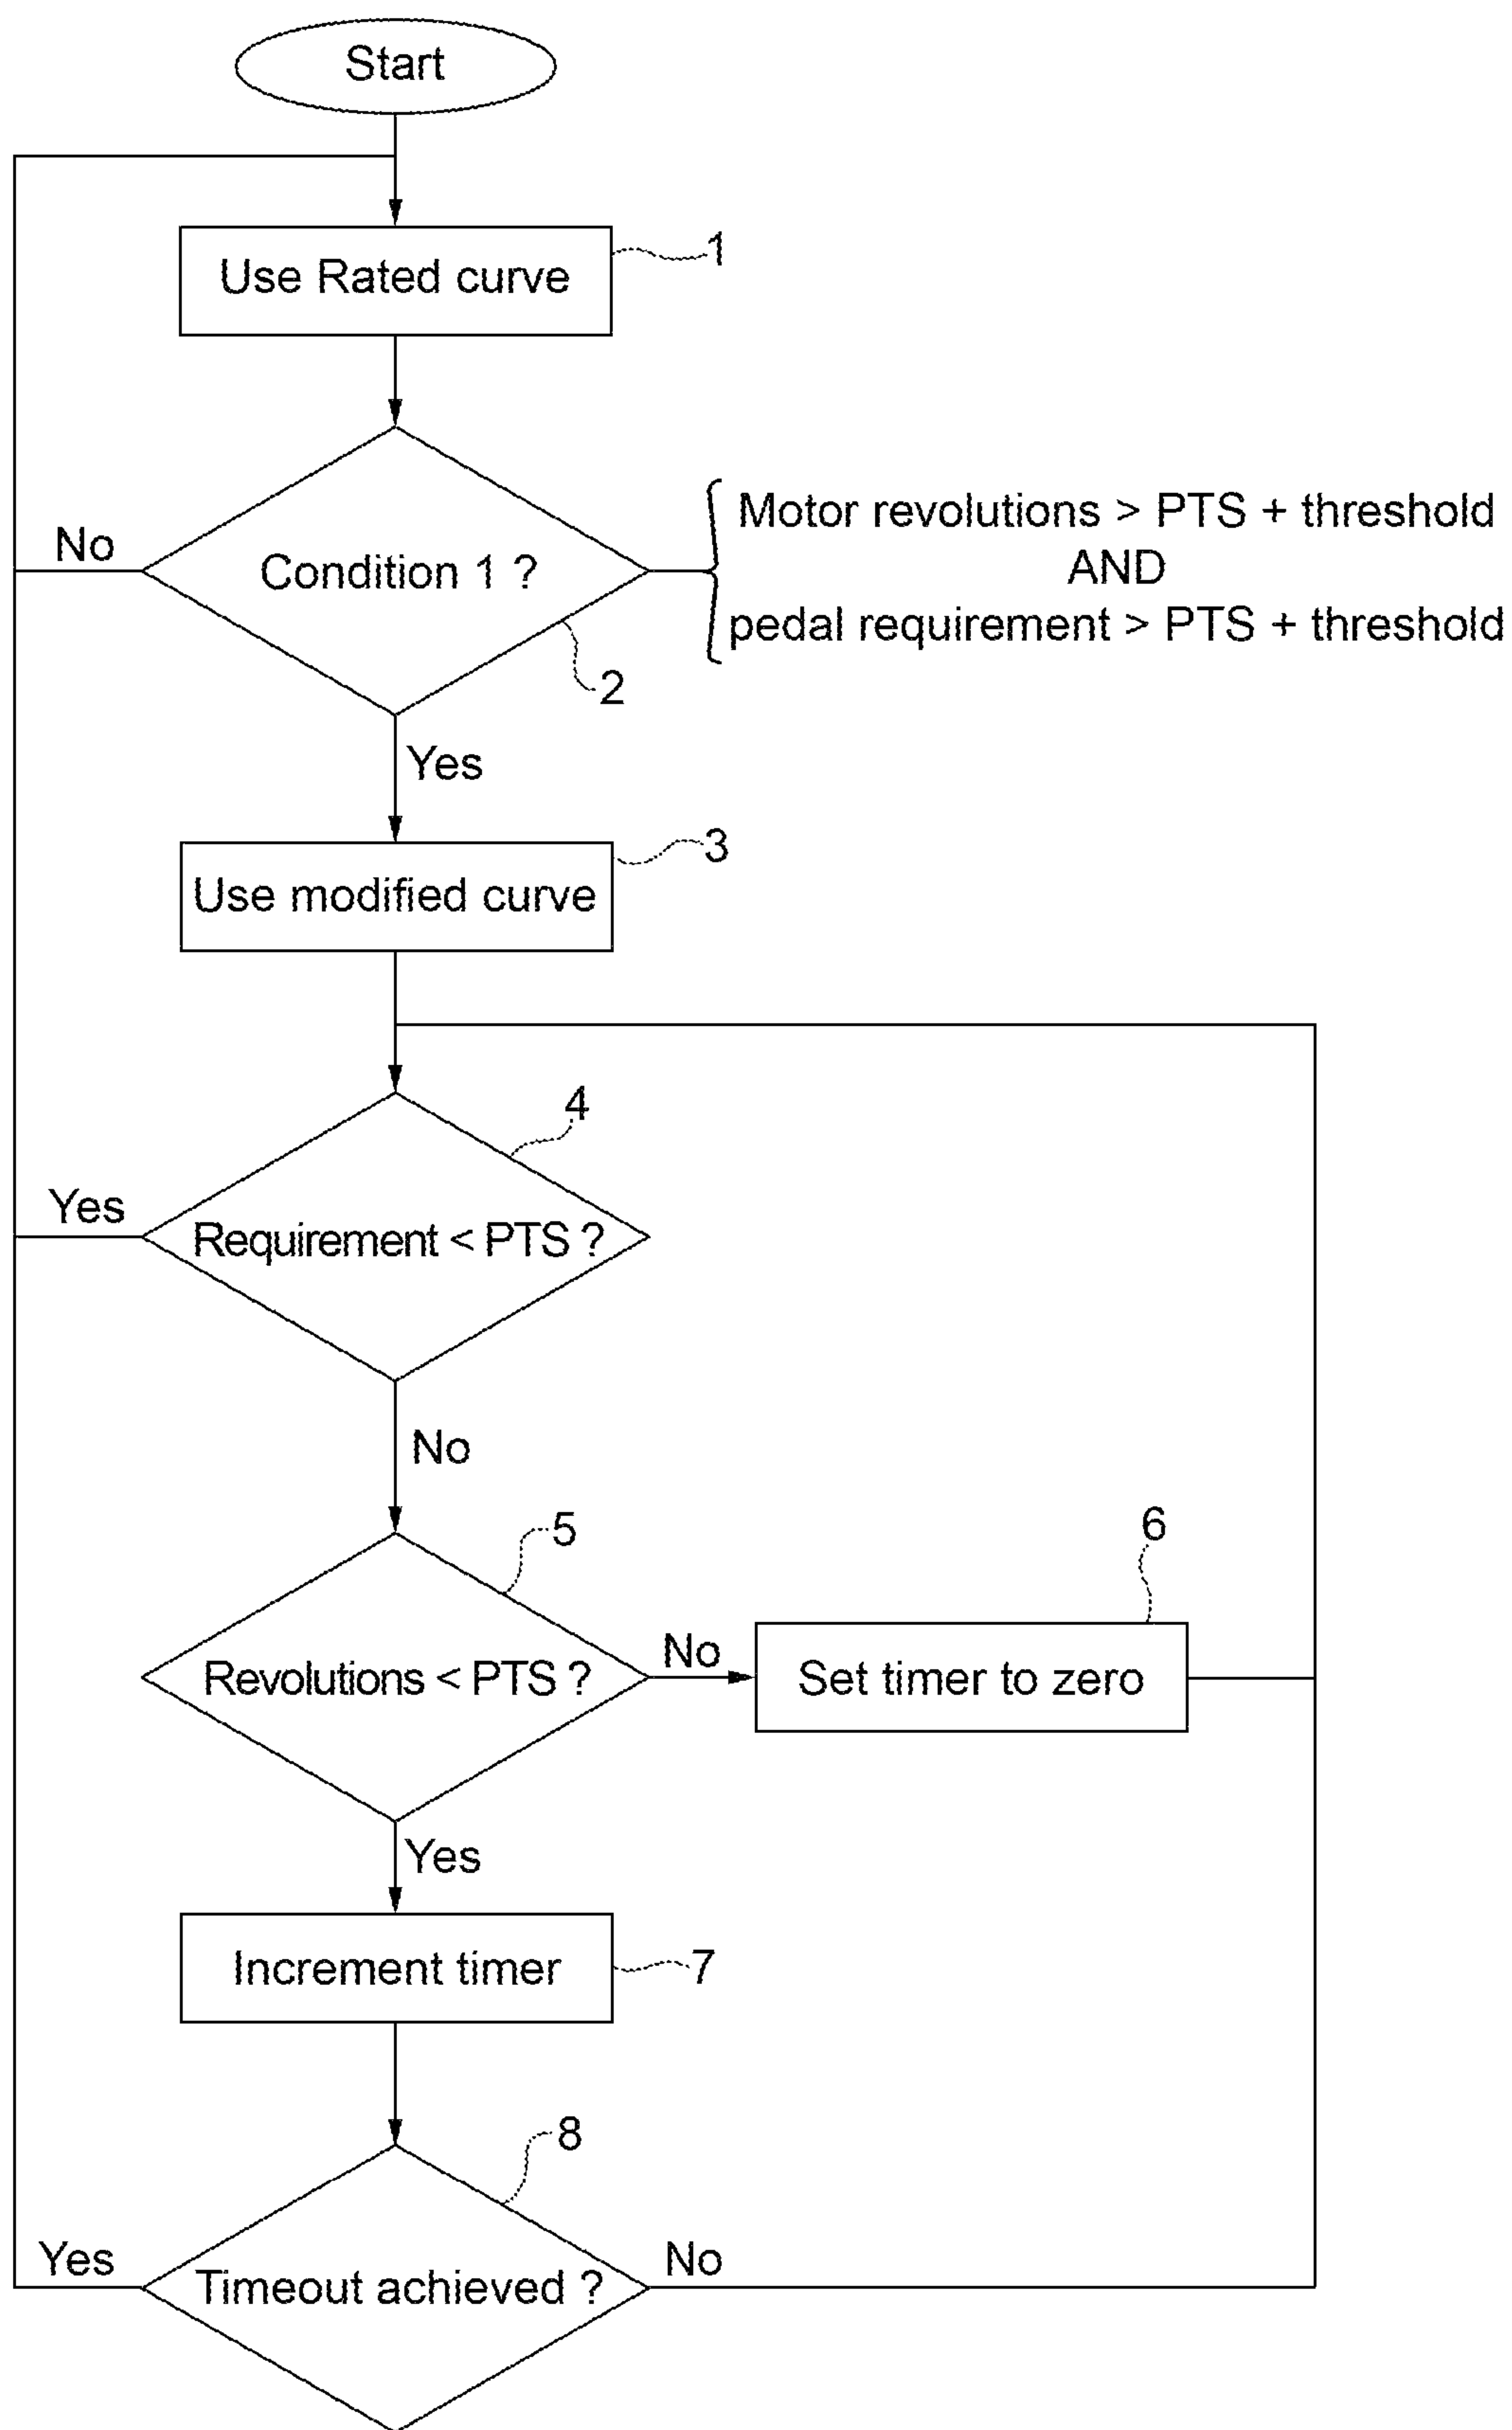 Start
Use Rated curve
1
Condition 1 ?
No
Motor revolutions > PTS + threshold
AND
pedal requirement > PTS + threshold
2
Yes
Use modified curve
3
4
Yes
Requirement < PTS ?
No
5
6
Revolutions < PTS ?
No
Set timer to zero
Yes
Increment timer
7
8
Yes
Timeout achieved ?
No